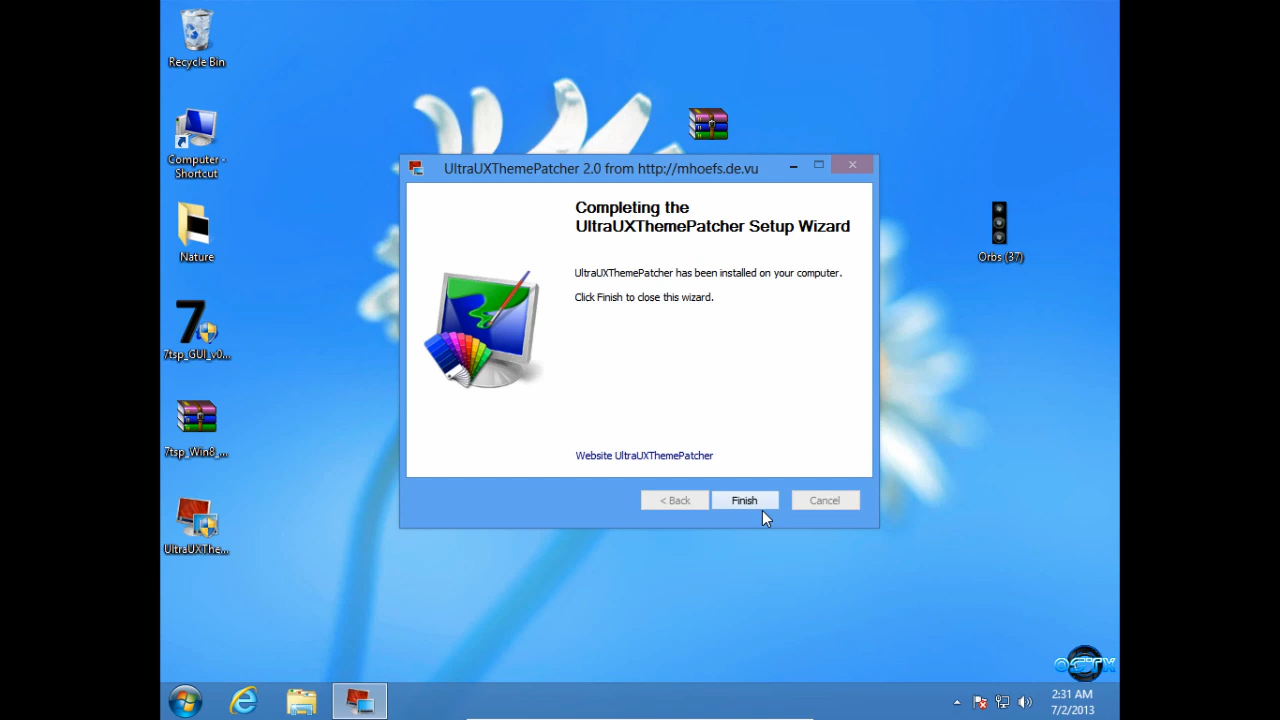 Recycle Bin
Computer -
Shortcut
Nature
7
7tsp_GUI_v0...
7tsp_Win8_...
UltraUXThe...
UltraUXThemePatcher 2.0 from http://mhoefs.de.vu
Completing the
UltraUXThemePatcher Setup Wizard
UltraUXThemePatcher has been installed on your computer.
Click Finish to close this wizard.
Website UltraUXThemePatcher
< Back
Finish
Cancel
Orbs (37)
2:31 AM
7/2/2013